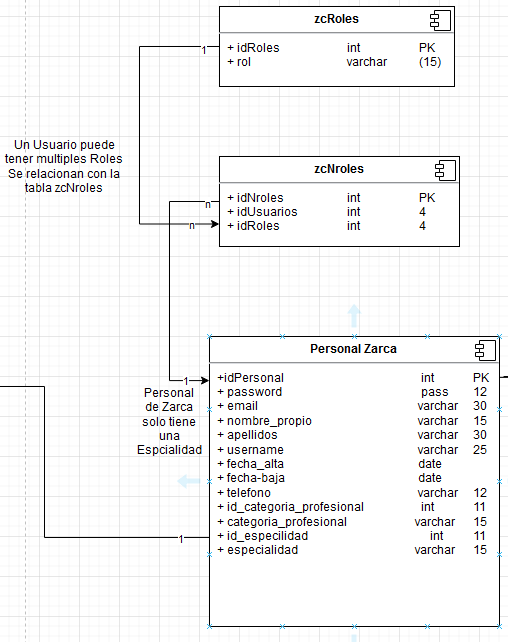 zcRoles
+ idRoles int PK
+ rol varchar (15)
1
Un Usuario puede
tener multiples Roles
Se relacionan con la
tabla zcNroles
zcNroles
+ idNroles int PK
+ idUsuarios int 4
+ idRoles int 4
n
n
Personal Zarca
+idPersonal int PK
+ password pass 12
+ email varchar 30
+ nombre_propio varchar 15
+ apellidos varchar 30
+ username varchar 25
+ fecha_alta date
+ fecha-baja date
+ telefono varchar 12
+ id_categoria_profesional int 11
+ categoria_profesional varchar 15
+ id_especilidad int 11
+ especialidad varchar 15
1
Personal
de Zarca
solo tiene
una
Espcialidad
1